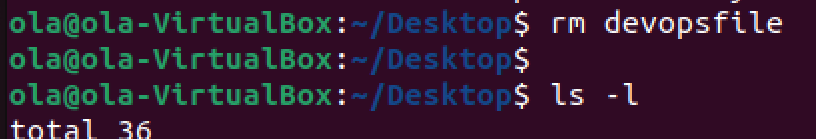 ola@ola-VirtualBox:~/Desktop$ rm devopsfile
ola@ola-VirtualBox:~/Desktop$
ola@ola-VirtualBox:~/Desktop$ ls -l
total 36